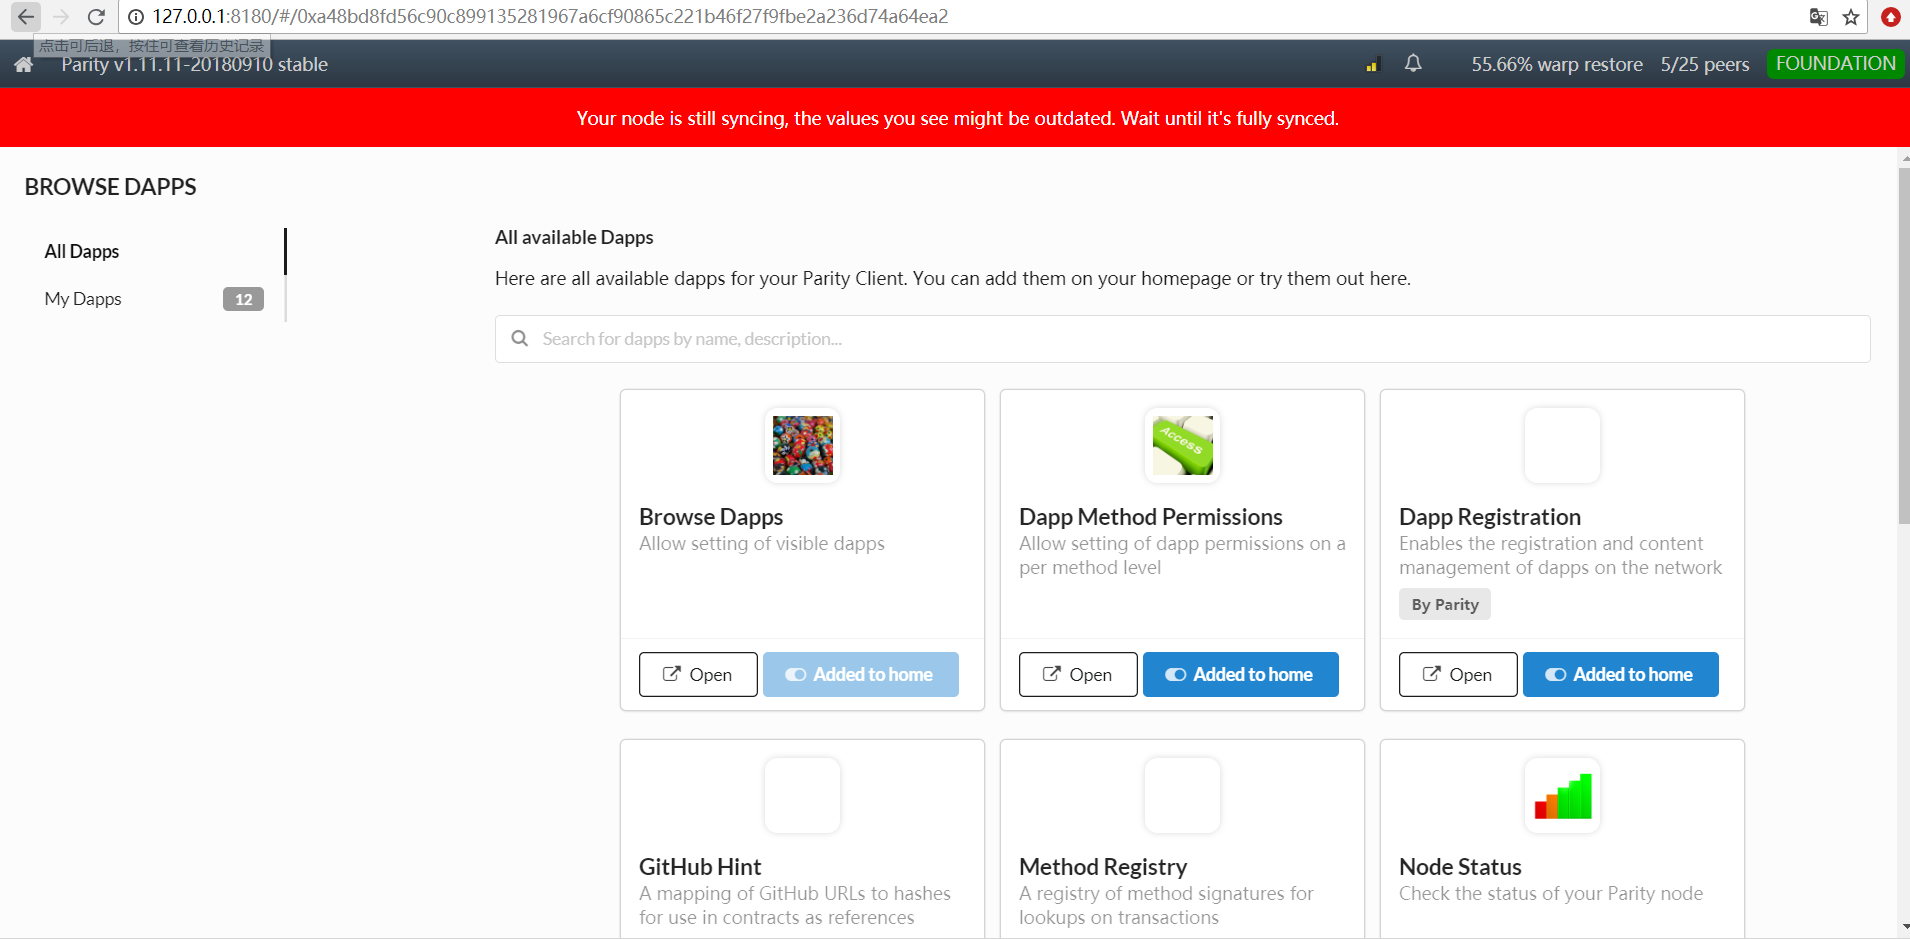 127.0.0.1:8180/#/0xa48bd8fd56c90c899135281967a6cf90865c221b46f27f9fbe2a236d74a64ea2
点击可后退，按住可查看历史记录
Parity v1.11.11-20180910 stable
55.66% warp restore
5/25 peers
FOUNDATION
Your node is still syncing, the values you see might be outdated. Wait until it's fully synced.
BROWSE DAPPS
All Dapps
My Dapps
12
All available Dapps
Here are all available dapps for your Parity Client. You can add them on your homepage or try them out here.
Search for dapps by name, description...
Browse Dapps
Allow setting of visible dapps
Open
Added to home
Access
Dapp Method Permissions
Allow setting of dapp permissions on a
per method level
Open
Added to home
Dapp Registration
Enables the registration and content
management of dapps on the network
By Parity
Open
Added to home
GitHub Hint
A mapping of GitHub URLs to hashes
for use in contracts as references
Method Registry
A registry of method signatures for
lookups on transactions
Node Status
Check the status of your Parity node